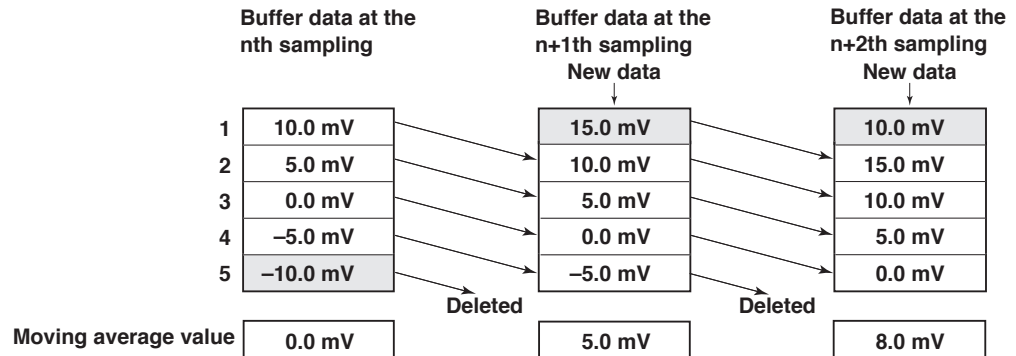 Buffer data at the
nth sampling
Buffer data at the
n+1th sampling
New data
Buffer data at the
n+2th sampling
New data
1 10.0 mV 15.0 mV 10.0 mV
2 5.0 mV 10.0 mV 15.0 mV
3 0.0 mV 5.0 mV 10.0 mV
4 –5.0 mV 0.0 mV 5.0 mV
5 –10.0 mV –5.0 mV 0.0 mV
Deleted Deleted
Moving average value 0.0 mV 5.0 mV 8.0 mV